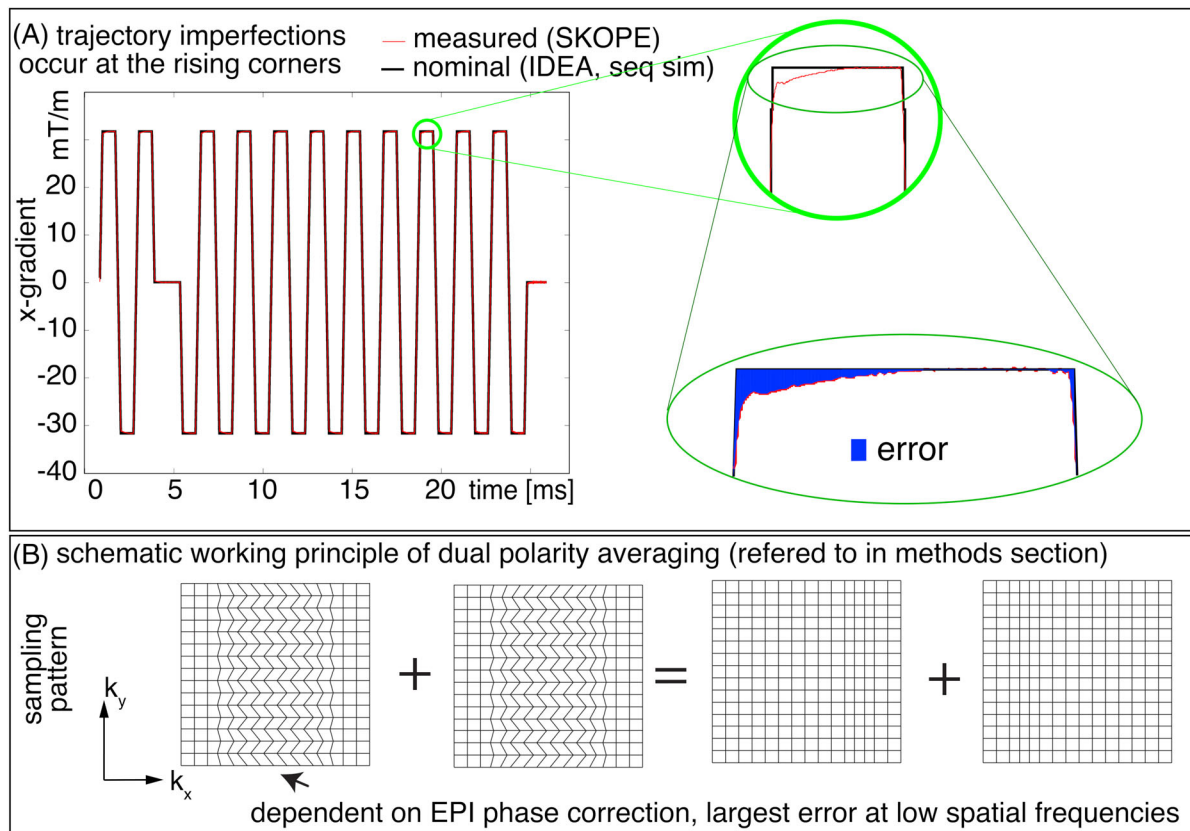 (A) trajectory imperfections
occur at the rising corners
measured (SKOPE)
nominal (IDEA, seq sim)
x-gradient mT/m
20
10
0
-10
-20
-30
-40
0 5 10 15 20 time [ms]
error
(B) schematic working principle of dual polarity averaging (refered to in methods section)
sampling
pattern
ky
kx
+ = +
dependent on EPI phase correction, largest error at low spatial frequencies